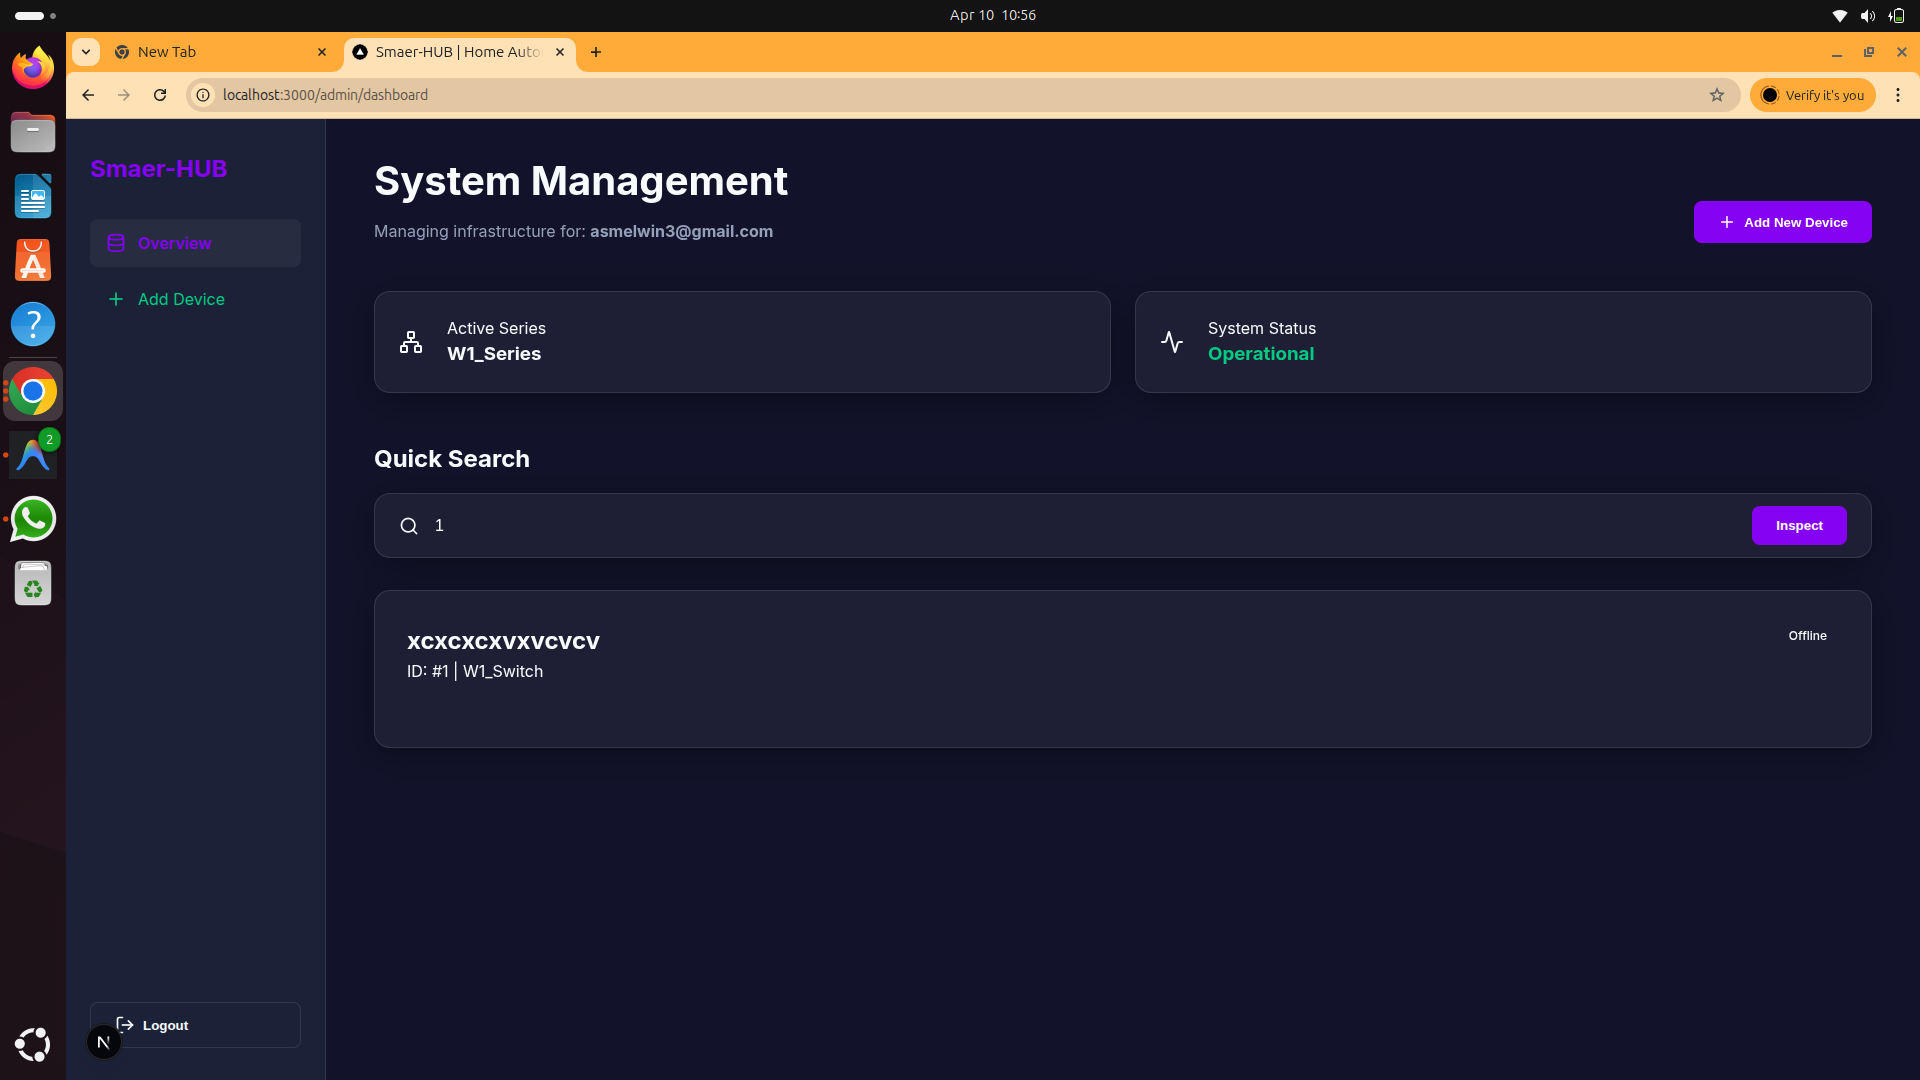 Apr 10 10:56
New Tab
Smaer-HUB | Home Auto
localhost:3000/admin/dashboard
Verify it's you
2
Smaer-HUB
Overview
Add Device
Logout
N
System Management
Managing infrastructure for: asmelwin3@gmail.com
Add New Device
Active Series
W1_Series
System Status
Operational
Quick Search
1
Inspect
xcxcxcxvxvcvcv
Offline
ID: #1 | W1_Switch